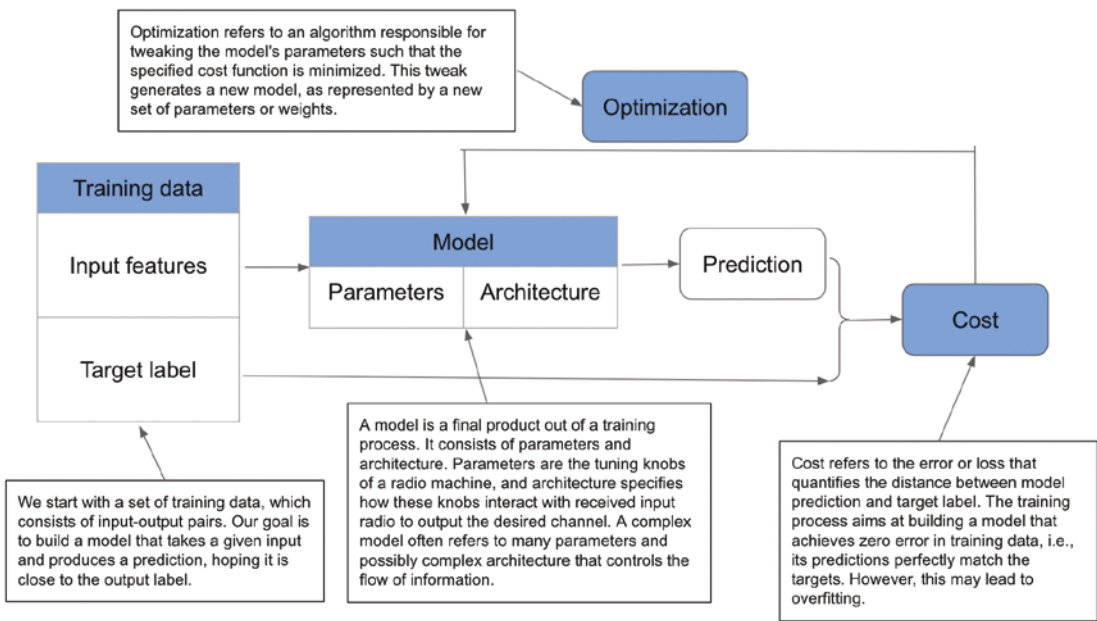 Optimization refers to an algorithm responsible for
tweaking the model's parameters such that the
specified cost function is minimized. This tweak
generates a new model, as represented by a new
set of parameters or weights.
Optimization
Training data
Input features
Target label
Model
Parameters
Architecture
Prediction
Cost
We start with a set of training data, which
consists of input-output pairs. Our goal is
to build a model that takes a given input
and produces a prediction, hoping it is
close to the output label.
A model is a final product out of a training
process. It consists of parameters and
architecture. Parameters are the tuning knobs
of a radio machine, and architecture specifies
how these knobs interact with received input
radio to output the desired channel. A complex
model often refers to many parameters and
possibly complex architecture that controls the
flow of information.
Cost refers to the error or loss that
quantifies the distance between model
prediction and target label. The training
process aims at building a model that
achieves zero error in training data, i.e.,
its predictions perfectly match the
targets. However, this may lead to
overfitting.